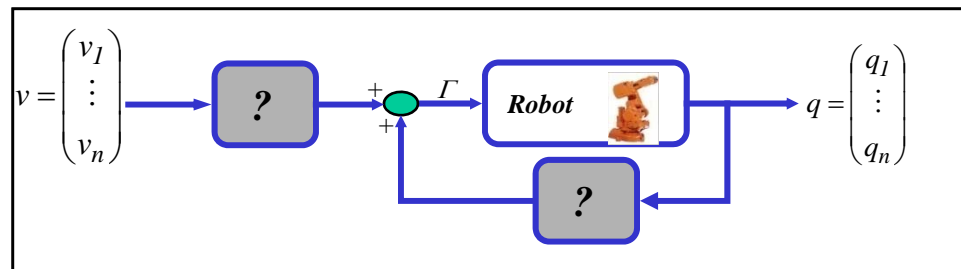 v = (v1 ⋮ vn)
?
+
+
Γ
Robot
q = (q1 ⋮ qn)
?